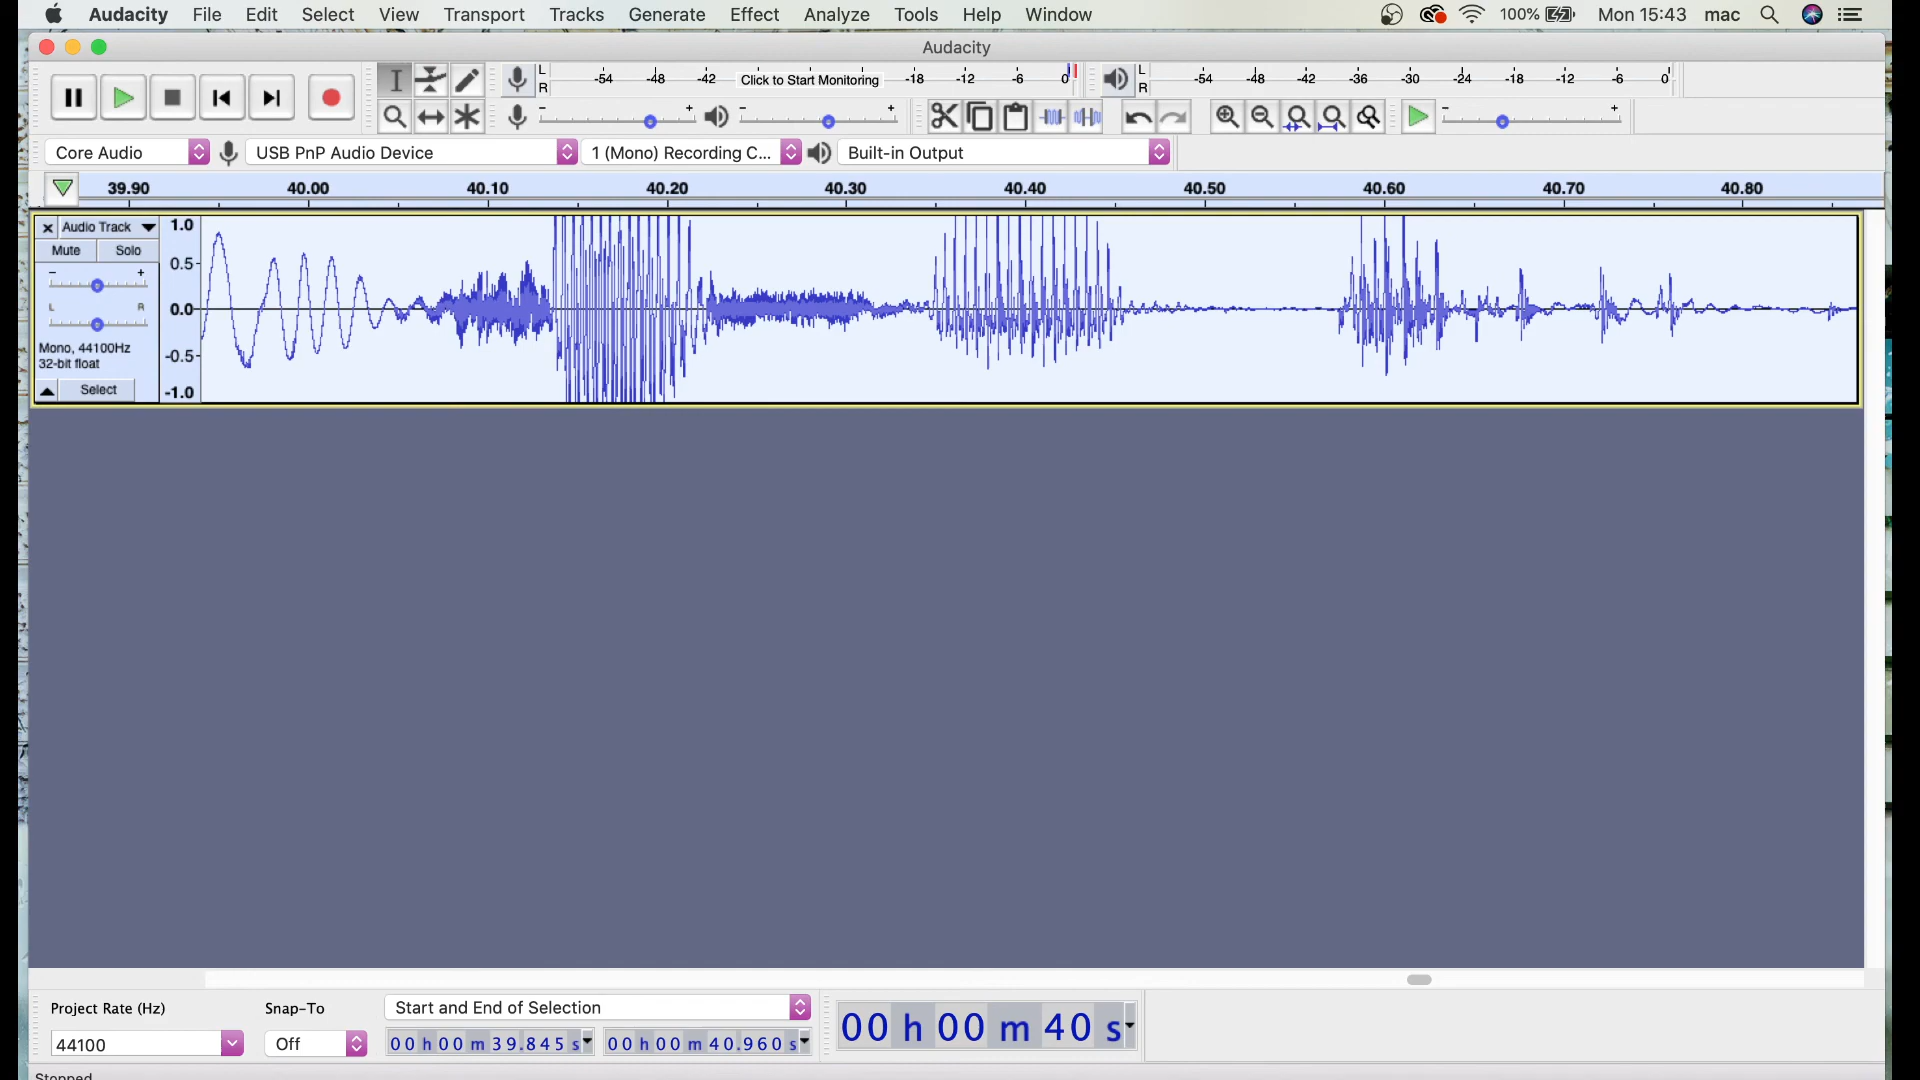 Audacity File Edit Select View Transport Tracks Generate Effect Analyze Tools Help Window 100% Mon 15:43 mac
Audacity
L R -54 -48 -42 Click to Start Monitoring -18 -12 -6 0 L R -54 -48 -42 -36 -30 -24 -18 -12 -6 0
- + - + - +
Core Audio USB PnP Audio Device 1 (Mono) Recording C... Built-in Output
39.90 40.00 40.10 40.20 40.30 40.40 40.50 40.60 40.70 40.80
Audio Track 1.0
Mute Solo
- + 0.5
L R 0.0
Mono, 44100Hz
32-bit float -0.5
Select -1.0
Project Rate (Hz) Snap-To Start and End of Selection
44100 Off 00 h 00 m 39.845 s 00 h 00 m 40.960 s 00 h 00 m 40 s
Stopped